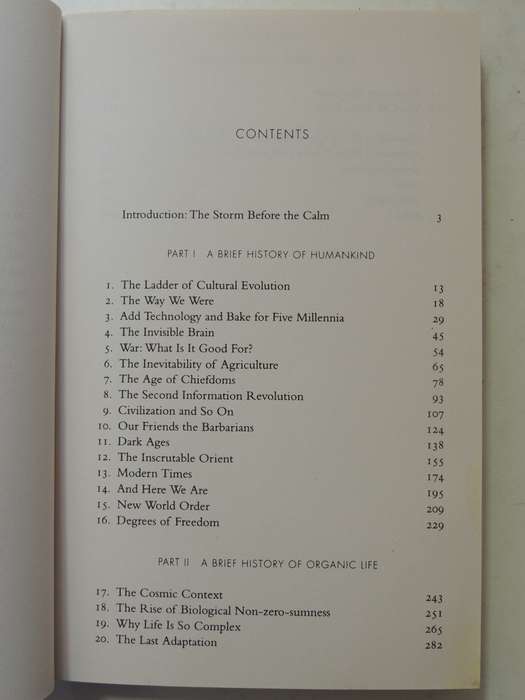 CONTENTS
Introduction: The Storm Before the Calm 3
PART I A BRIEF HISTORY OF HUMANKIND
1. The Ladder of Cultural Evolution 13
2. The Way We Were 18
3. Add Technology and Bake for Five Millennia 29
4. The Invisible Brain 45
5. War: What Is It Good For? 54
6. The Inevitability of Agriculture 65
7. The Age of Chiefdoms 78
8. The Second Information Revolution 93
9. Civilization and So On 107
10. Our Friends the Barbarians 124
11. Dark Ages 138
12. The Inscrutable Orient 155
13. Modern Times 174
14. And Here We Are 195
15. New World Order 209
16. Degrees of Freedom 229
PART II A BRIEF HISTORY OF ORGANIC LIFE
17. The Cosmic Context 243
18. The Rise of Biological Non-zero-sumness 251
19. Why Life Is So Complex 265
20. The Last Adaptation 282